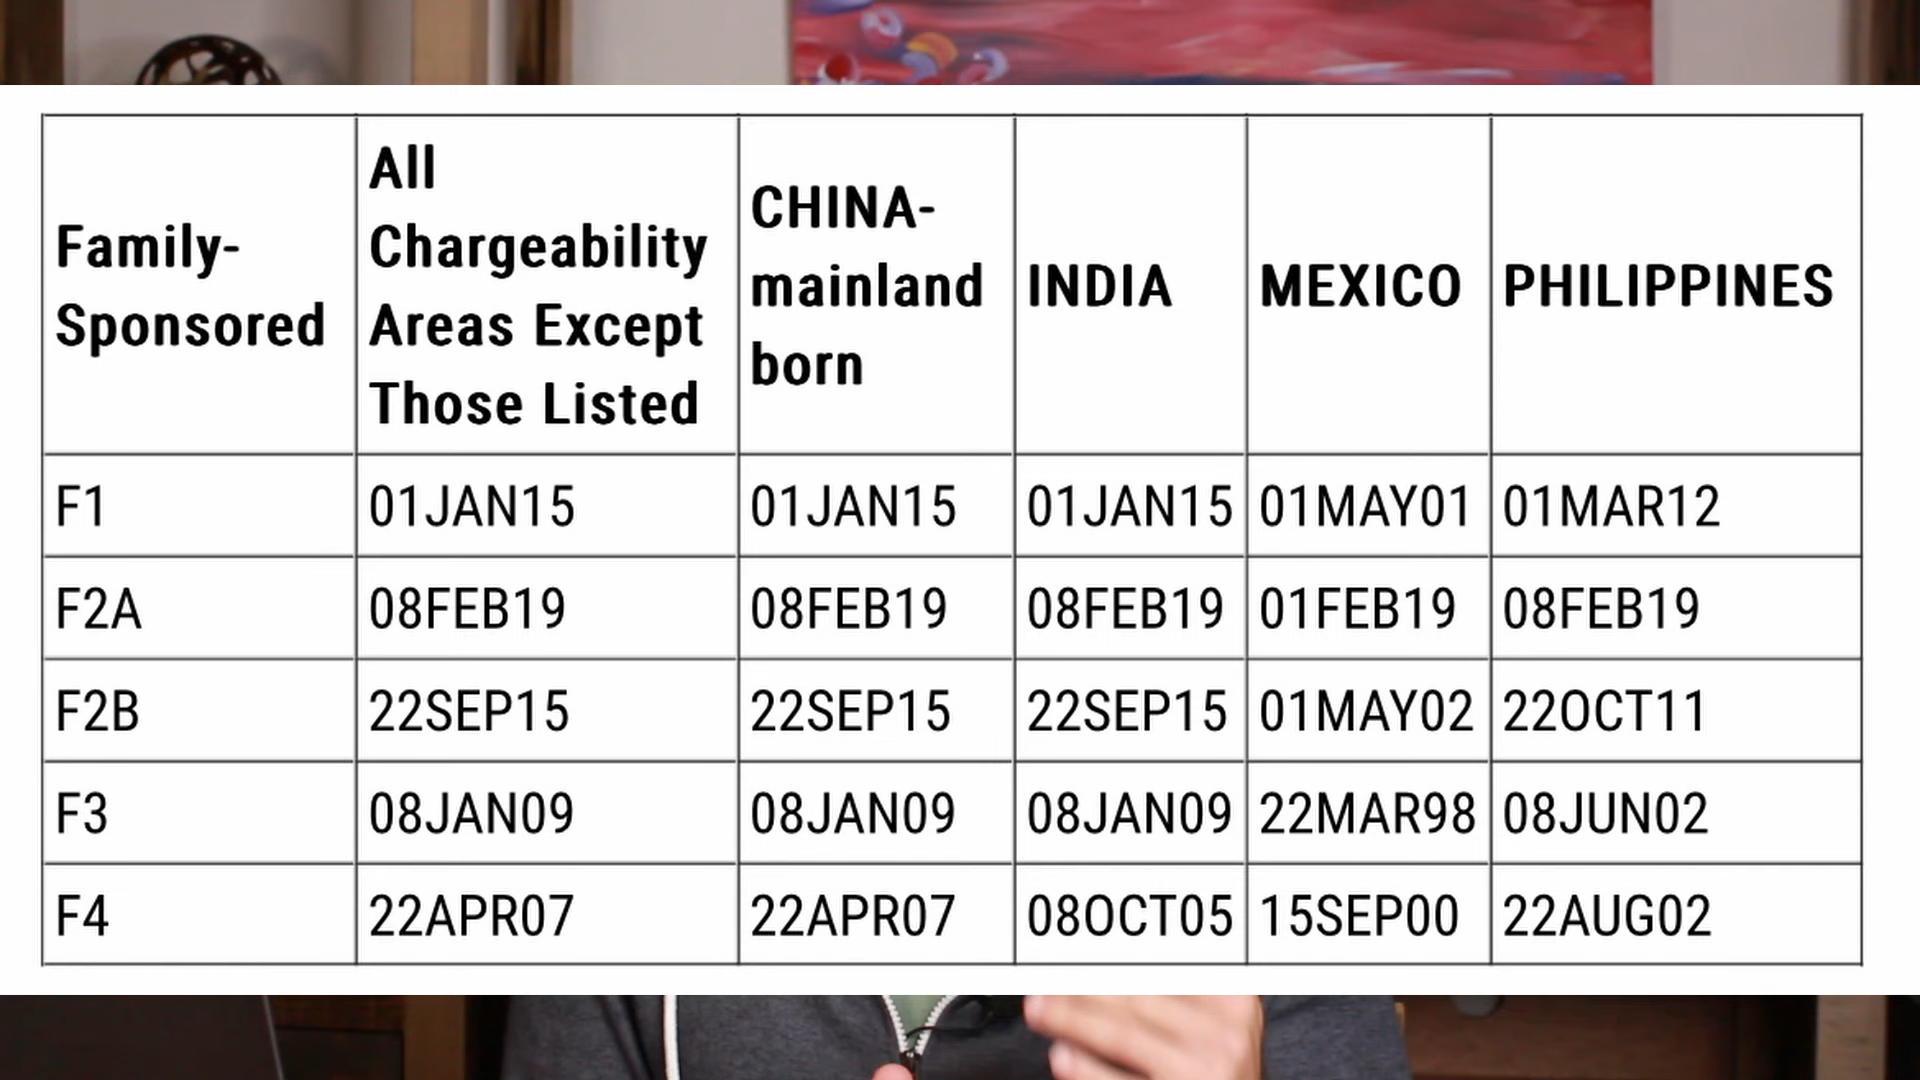 Family-
Sponsored
All
Chargeability
Areas Except
Those Listed
CHINA-
mainland
born
INDIA
MEXICO
PHILIPPINES
F1 01JAN15 01JAN15 01JAN15 01MAY01 01MAR12
F2A 08FEB19 08FEB19 08FEB19 01FEB19 08FEB19
F2B 22SEP15 22SEP15 22SEP15 01MAY02 22OCT11
F3 08JAN09 08JAN09 08JAN09 22MAR98 08JUN02
F4 22APR07 22APR07 08OCT05 15SEP00 22AUG02